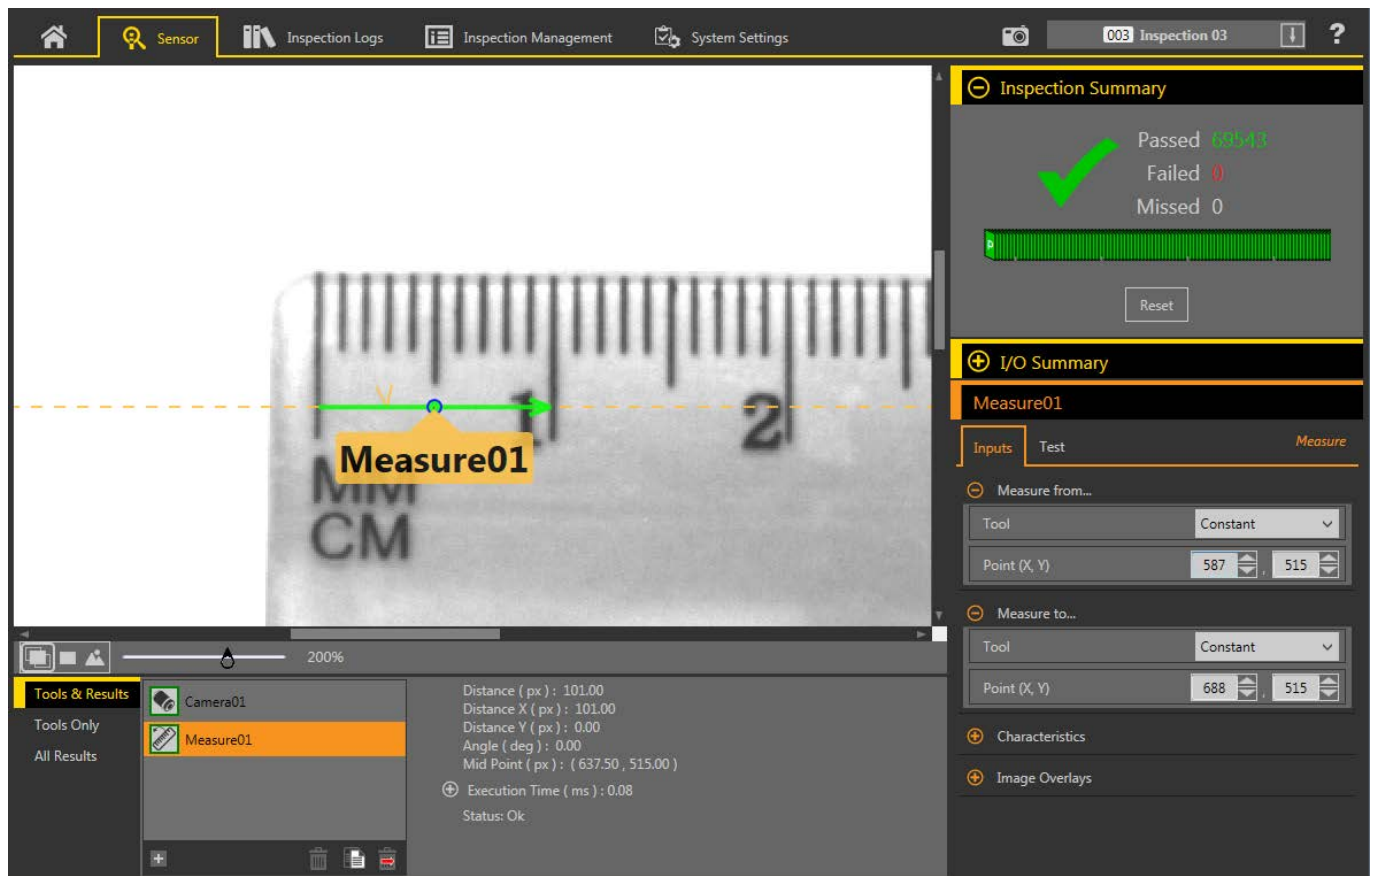 Sensor
Inspection Logs
Inspection Management
System Settings
003 Inspection 03
?
Inspection Summary
Passed 69543
Failed 0
Missed 0
Reset
I/O Summary
Measure01
Inputs
Test
Measure
Measure from...
Tool
Constant
Point (X, Y)
587 , 515
Measure to...
Tool
Constant
Point (X, Y)
688 , 515
Characteristics
Image Overlays
1
2
Measure01
MM
CM
200%
Tools & Results
Tools Only
All Results
Camera01
Measure01
Distance ( px ) : 101.00
Distance X ( px ) : 101.00
Distance Y ( px ) : 0.00
Angle ( deg ) : 0.00
Mid Point ( px ) : ( 637.50 , 515.00 )
Execution Time ( ms ) : 0.08
Status: Ok